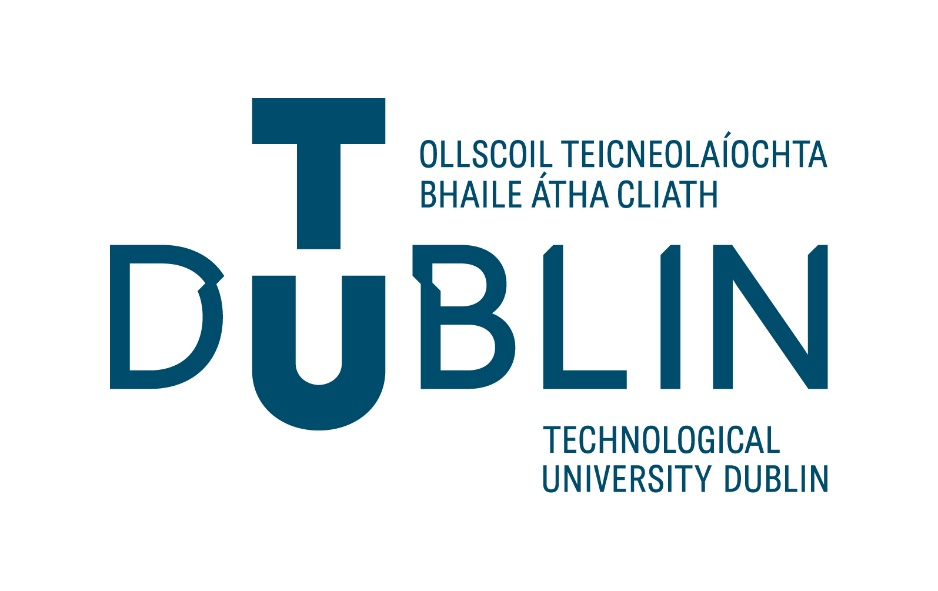 T
OLLSCOIL TEICNEOLAÍOCHTA
BHAILE ÁTHA CLIATH
DUBLIN
TECHNOLOGICAL
UNIVERSITY DUBLIN